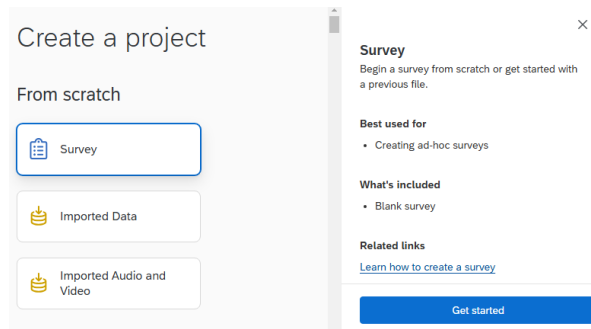 Create a project
From scratch
Survey
Imported Data
Imported Audio and
Video
Survey
Begin a survey from scratch or get started with
a previous file.
Best used for
• Creating ad-hoc surveys
What's included
• Blank survey
Related links
Learn how to create a survey
Get started